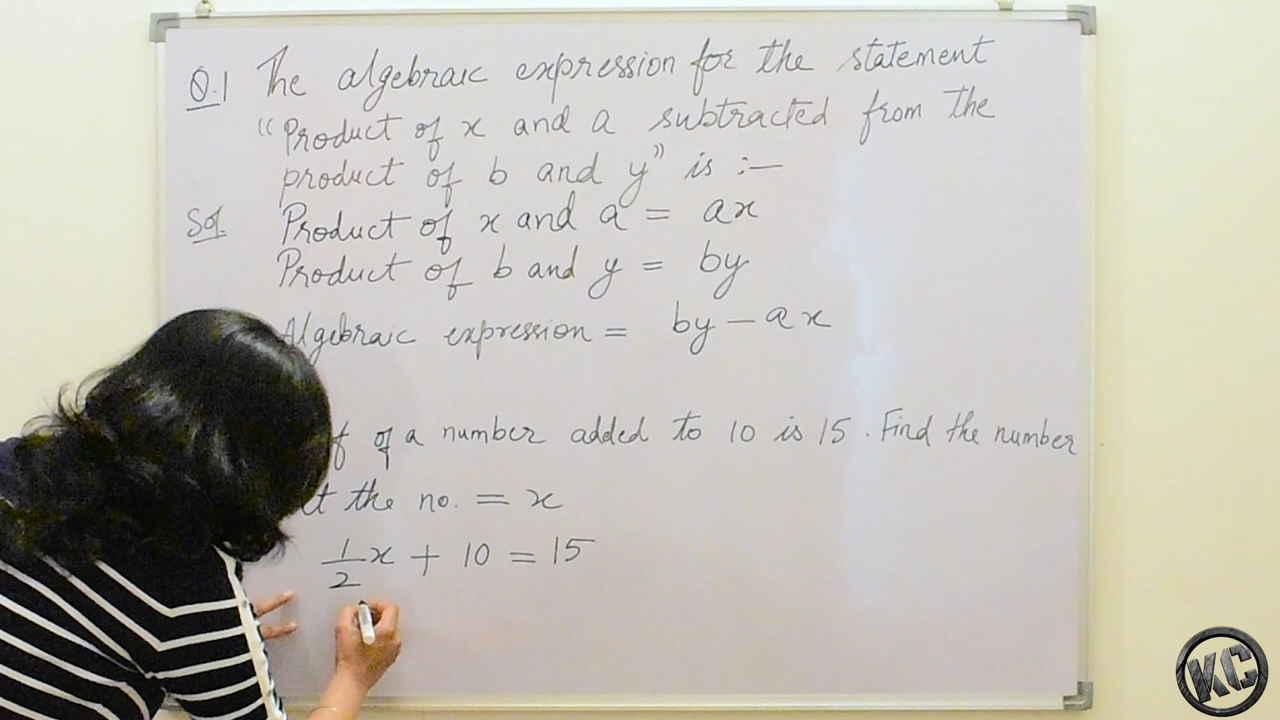 Q.1 The algebraic expression for the statement
"Product of x and a subtracted from the
product of b and y" is :—
Sol. Product of x and a = ax
Product of b and y = by
Algebraic expression = by - ax
of a number added to 10 is 15. Find the number
the no. = x
1/2 x + 10 = 15
KC